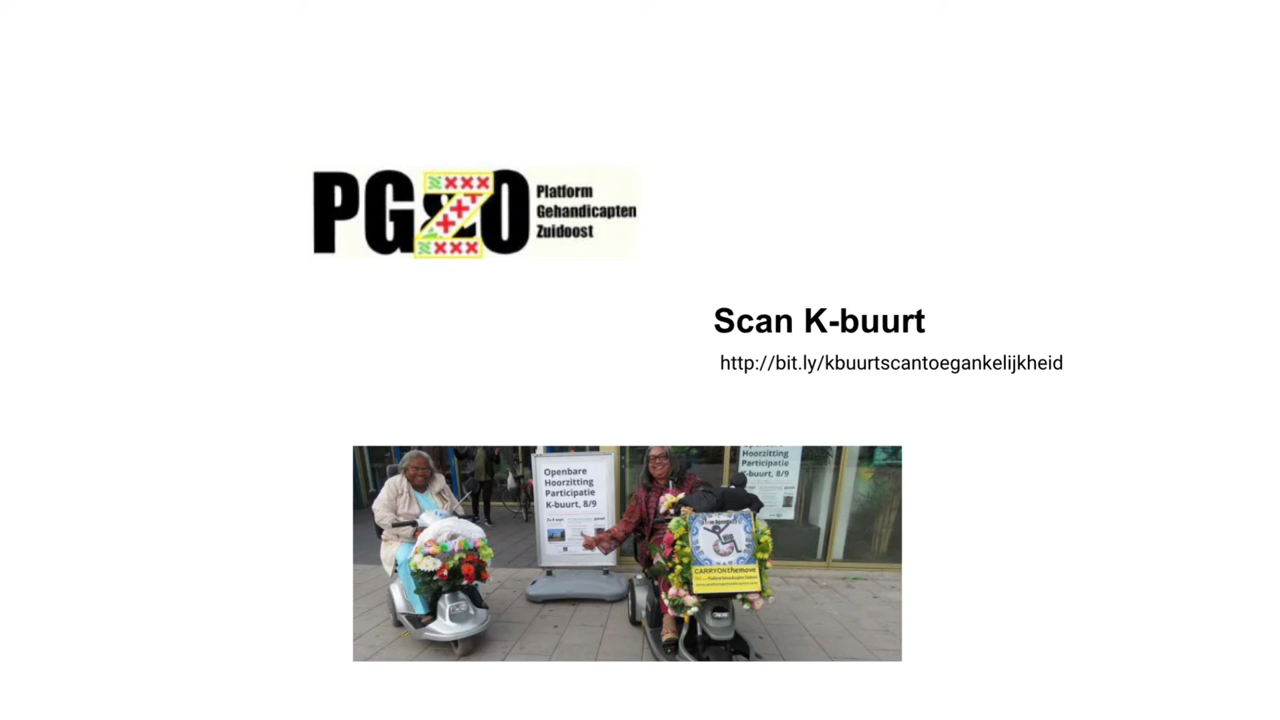 PGZO
Platform
Gehandicapten
Zuidoost
Scan K-buurt
http://bit.ly/kbuurtscantoegankelijkheid
Openbare
Hoorzitting
Participatie
K-buurt, 8/9
Hoorzitting
Participatie
K-buurt, 8/9
CARRYONthemove